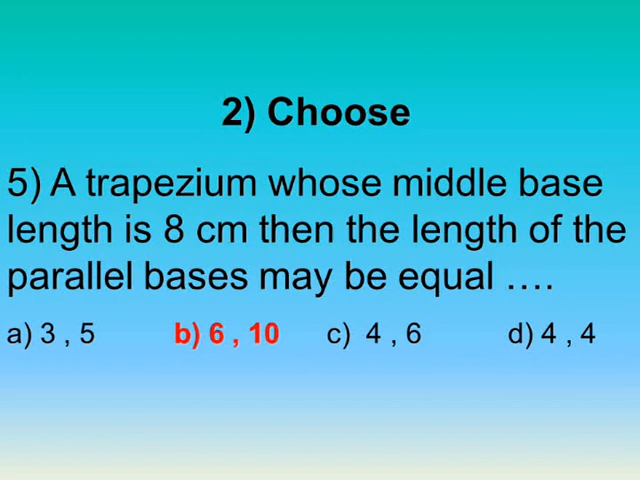 2) Choose
5) A trapezium whose middle base
length is 8 cm then the length of the
parallel bases may be equal ….
a) 3 , 5 b) 6 , 10 c) 4 , 6 d) 4 , 4